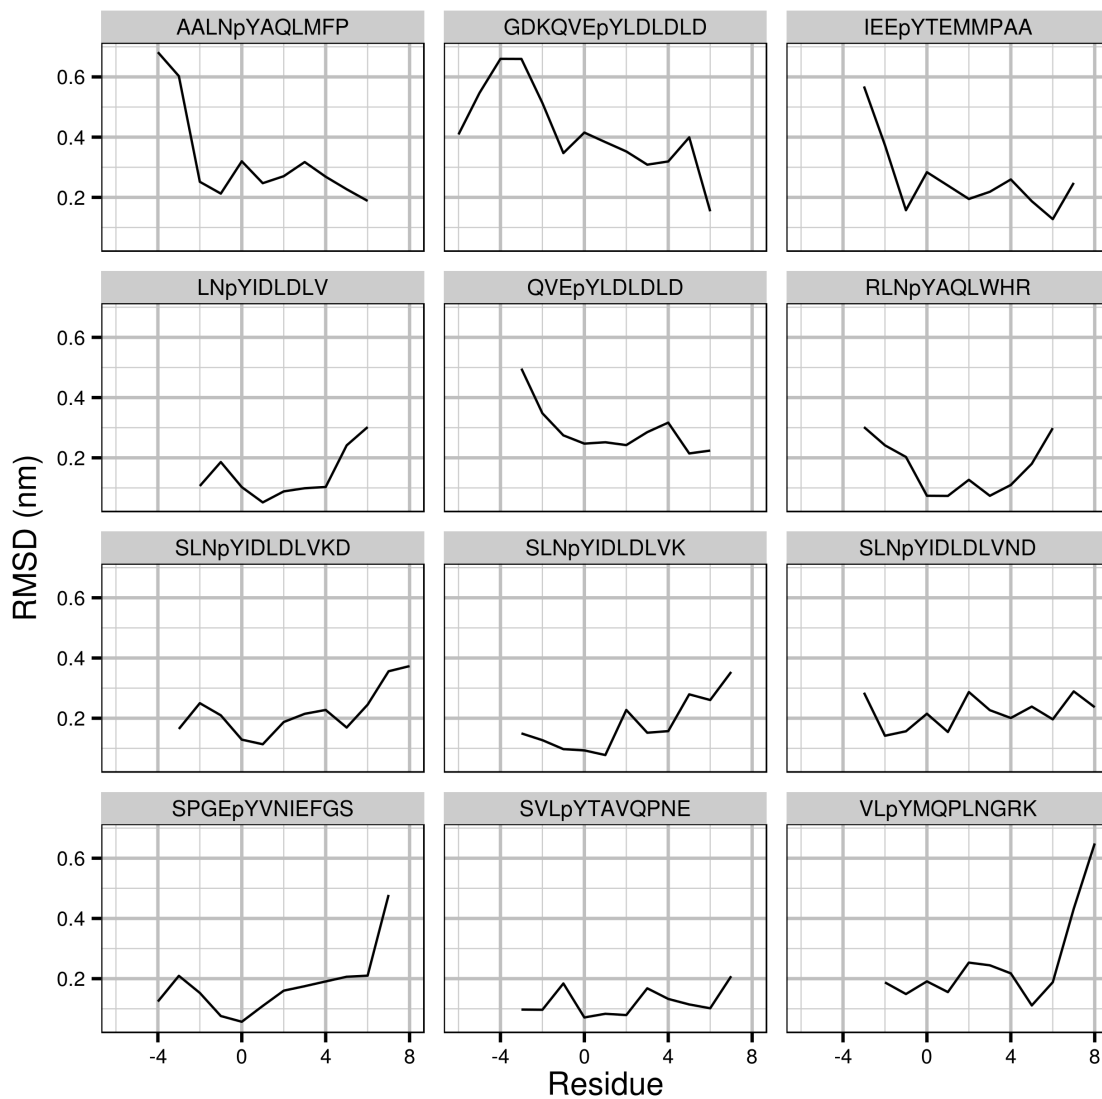 AALNpYAQLMFP GDKQVEpYLDLDLD IEEpYTEMMPAA
0.6
0.4
0.2
LNpYIDLDLV QVEpYLDLDLD RLNpYAQLWHR
0.6
0.4
0.2
RMSD (nm)
SLNpYIDLDLVKD SLNpYIDLDLVK SLNpYIDLDLVND
0.6
0.4
0.2
SPGEpYVNIEFGS SVLpYTAVQPNE VLpYMQPLNGRK
0.6
0.4
0.2
-4 0 4 8 -4 0 4 8 -4 0 4 8
Residue